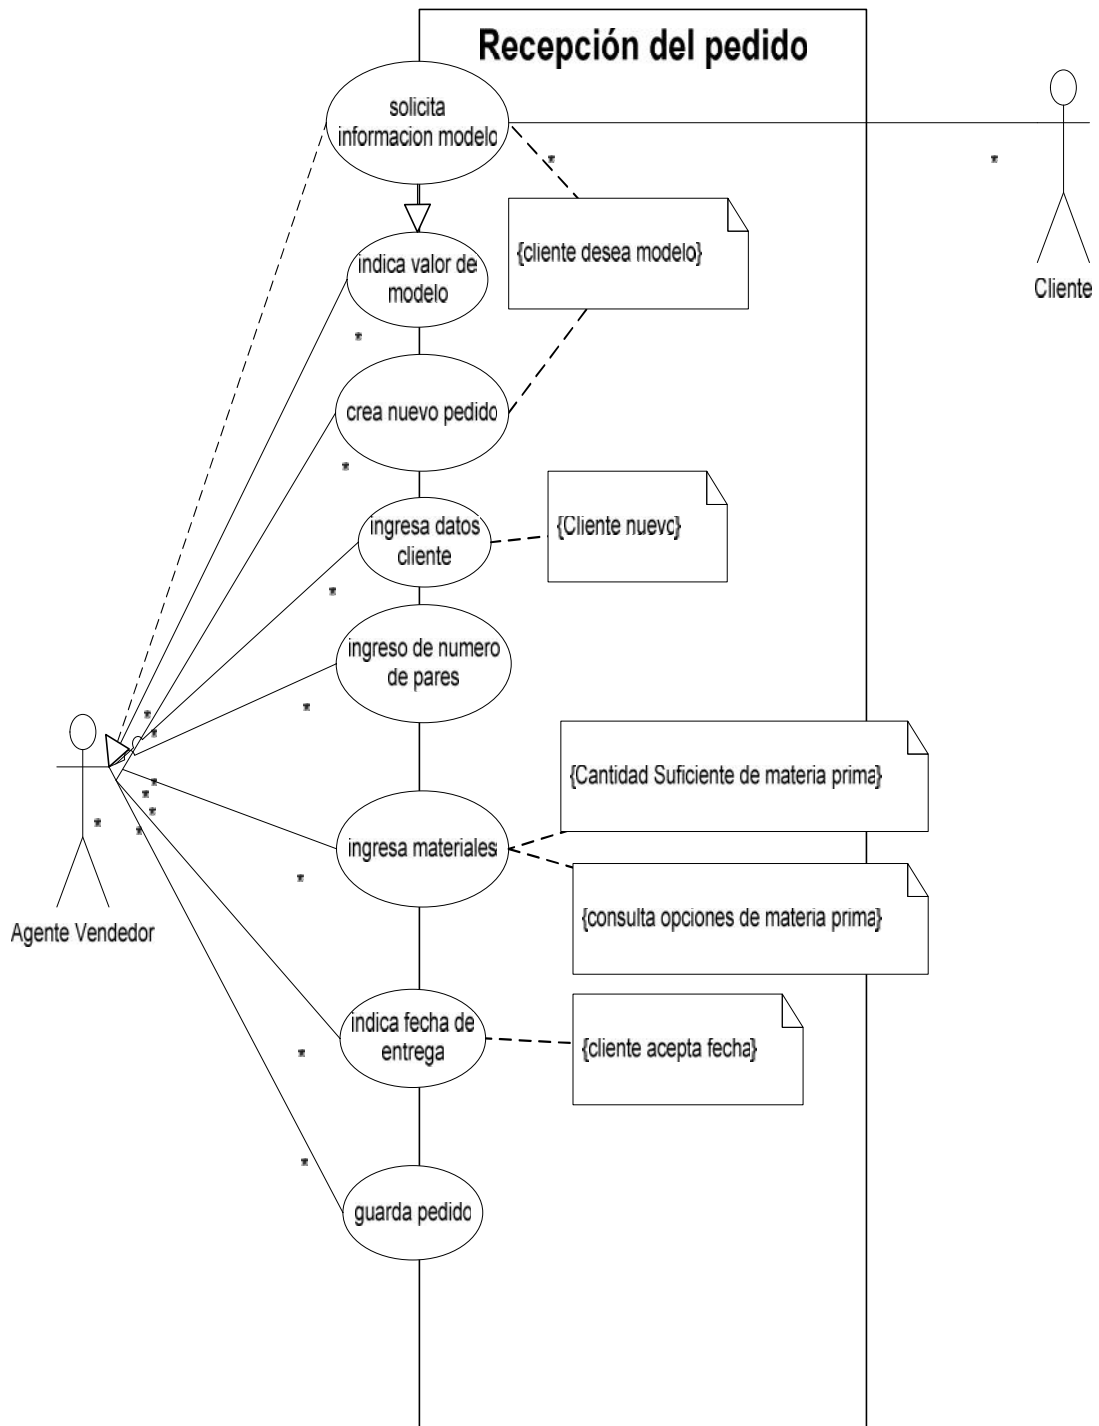 Recepción del pedido
solicita
informacion modelo
{cliente desea modelo}
indica valor de
modelo
Cliente
crea nuevo pedido
ingresa datos
cliente
{Cliente nuevo}
ingreso de numero
de pares
{Cantidad Suficiente de materia prima}
ingresa materiales
{consulta opciones de materia prima}
Agente Vendedor
indica fecha de
entrega
{cliente acepta fecha}
guarda pedido